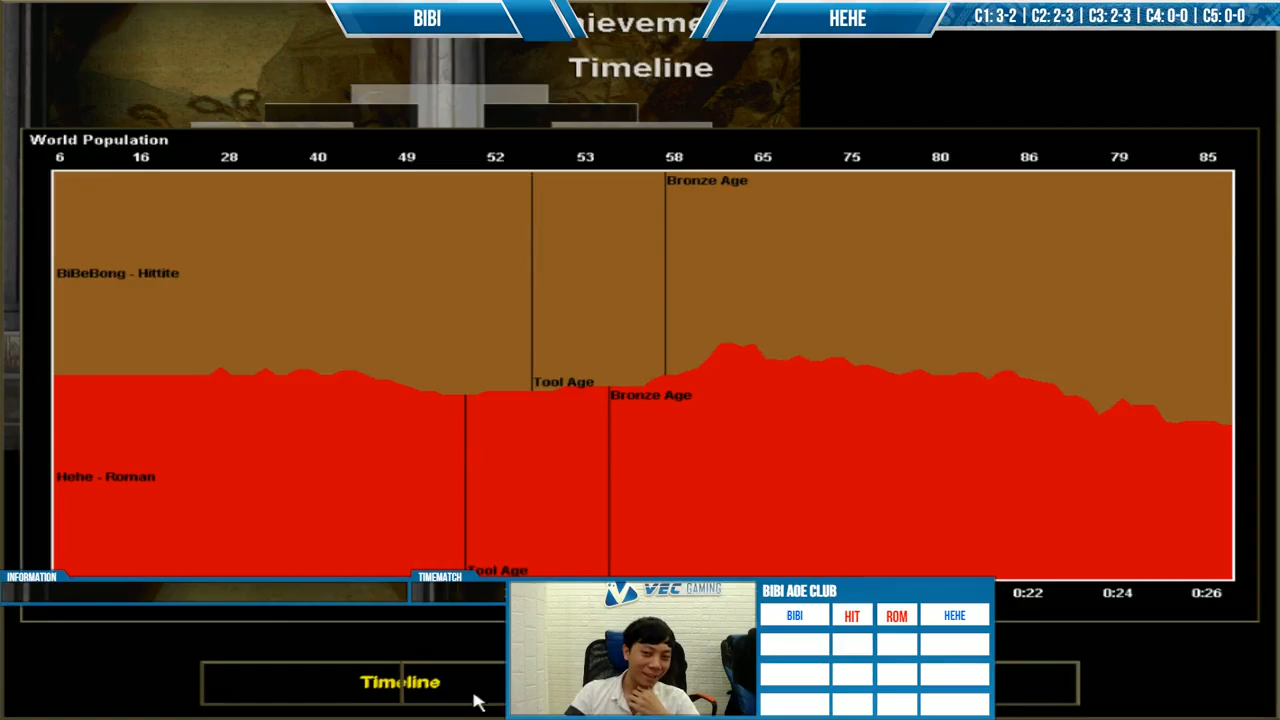 BIBI
HEHE
C1: 3-2 | C2: 2-3 | C3: 2-3 | C4: 0-0 | C5: 0-0
hieveme
Timeline
World Population
6 16 28 40 49 52 53 58 65 75 80 86 79 85
Bronze Age
BiBeBong - Hittite
Tool Age
Bronze Age
Hehe - Roman
Tool Age
INFORMATION
TIMEMATCH
VEC GAMING
BIBI AOE CLUB
0:22 0:24 0:26
BIBI HIT ROM HEHE
Timeline